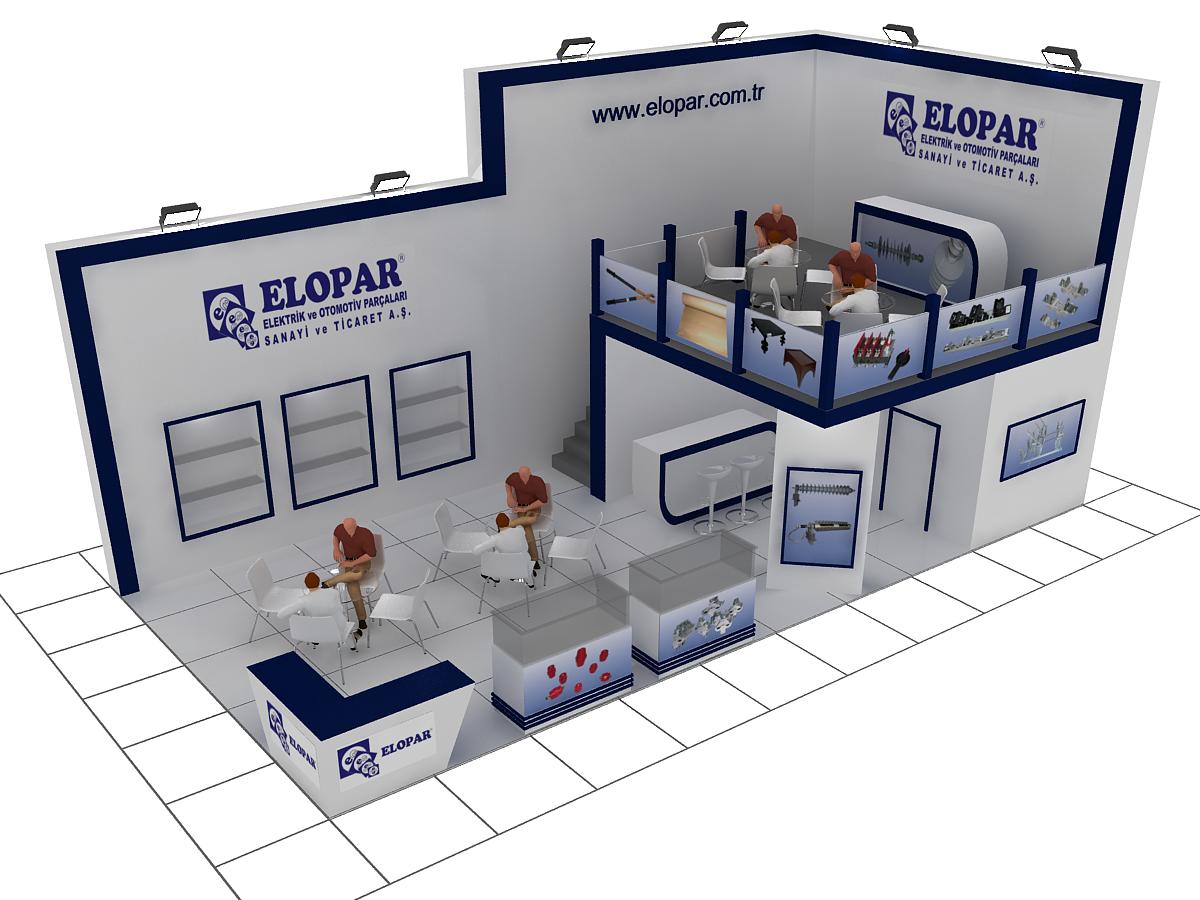 www.elopar.com.tr
ELOPAR®
ELEKTRİK ve OTOMOTİV PARÇALARI
SANAYİ ve TİCARET A.Ş.
ELOPAR®
ELEKTRİK ve OTOMOTİV PARÇALARI
SANAYİ ve TİCARET A.Ş.
ELOPAR
ELOPAR